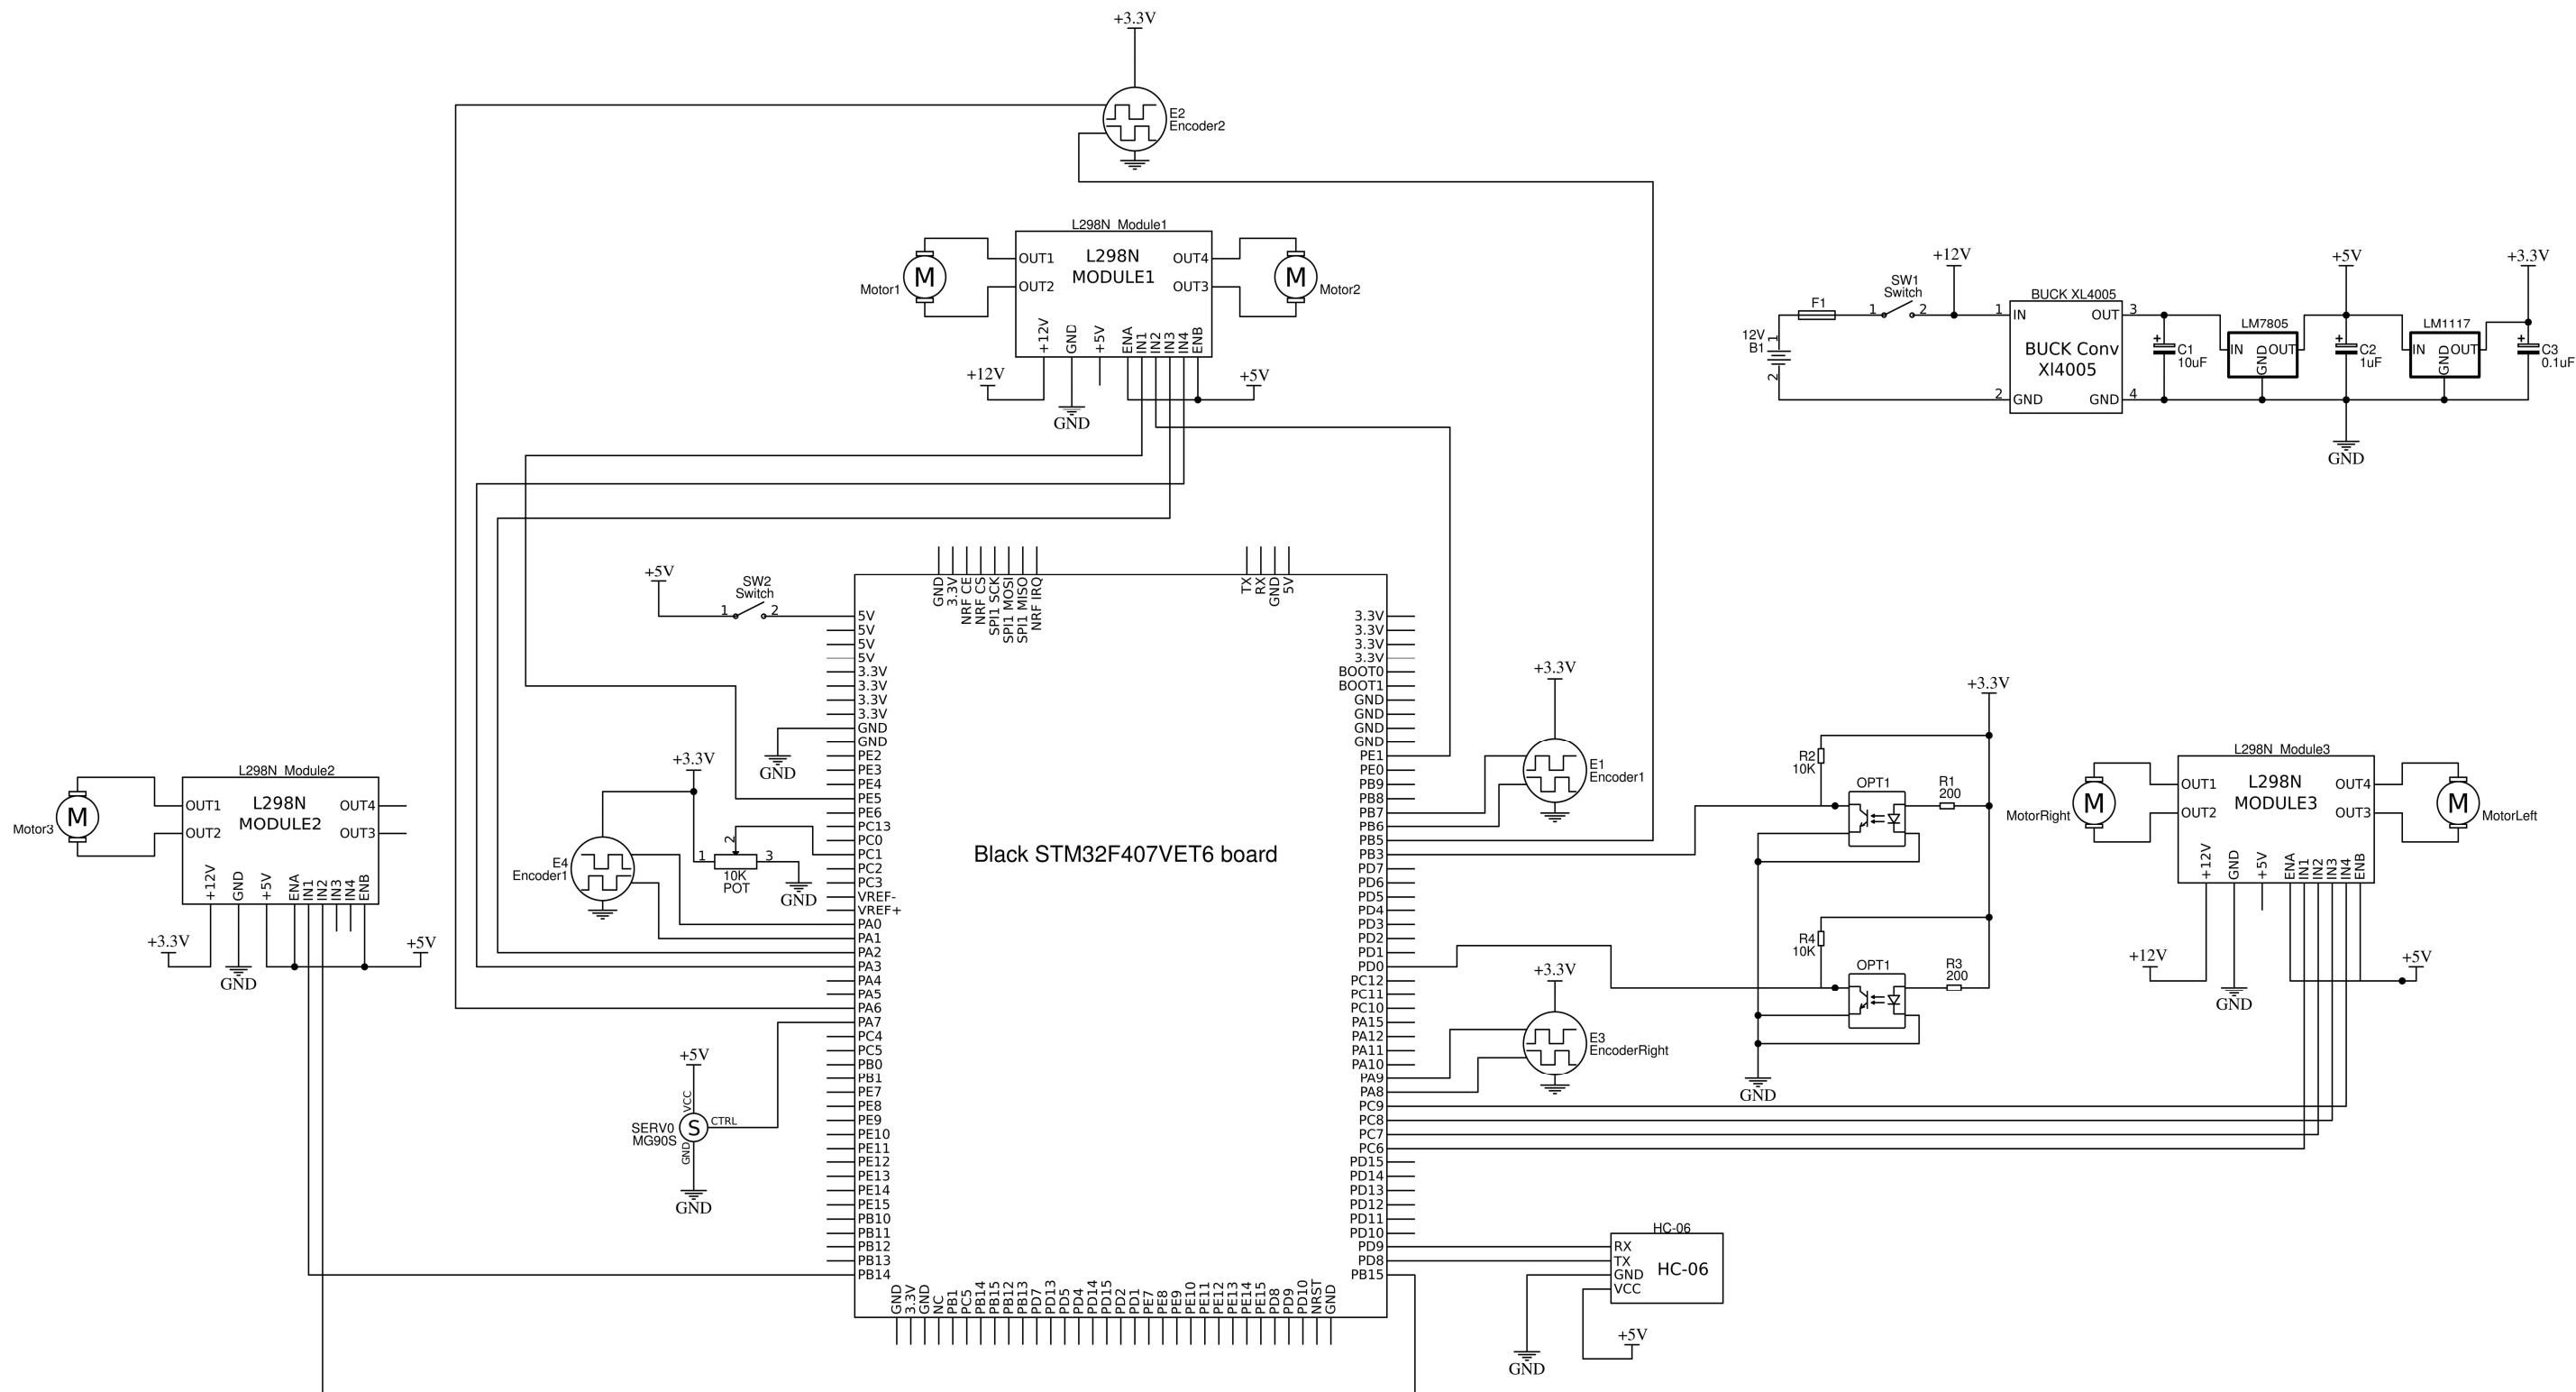 +3.3V
E2
Encoder2
L298N Module1
L298N
MODULE1
OUT1
OUT2
OUT4
OUT3
+12V
GND
+5V
ENA
IN1
IN2
IN3
IN4
ENB
Motor1
Motor2
+12V
GND
+5V
12V
B1
1
2
F1
SW1
Switch
1
2
+12V
BUCK XL4005
1
IN
OUT
3
BUCK Conv
Xl4005
2
GND
GND
4
+
C1
10uF
LM7805
IN
OUT
GND
+5V
+
C2
1uF
LM1117
IN
OUT
GND
+3.3V
+
C3
0.1uF
GND
+5V
SW2
Switch
1
2
GND
3.3V
NRF CE
NRF CS
SPI1 SCK
SPI1 MOSI
SPI1 MISO
NRF IRQ
TX
RX
GND
5V
5V
5V
5V
5V
3.3V
3.3V
3.3V
3.3V
GND
GND
PE2
PE3
PE4
PE5
PE6
PC13
PC0
PC1
PC2
PC3
VREF-
VREF+
PA0
PA1
PA2
PA3
PA4
PA5
PA6
PA7
PC4
PC5
PB0
PB1
PE7
PE8
PE9
PE10
PE11
PE12
PE13
PE14
PE15
PB10
PB11
PB12
PB13
PB14
Black STM32F407VET6 board
3.3V
3.3V
3.3V
3.3V
BOOT0
BOOT1
GND
GND
GND
GND
PE1
PE0
PB9
PB8
PB7
PB6
PB5
PB3
PD7
PD6
PD5
PD4
PD3
PD2
PD1
PD0
PC12
PC11
PC10
PA15
PA12
PA11
PA10
PA9
PA8
PC9
PC8
PC7
PC6
PD15
PD14
PD13
PD12
PD11
PD10
PD9
PD8
PB15
GND
3.3V
GND
NC
PB1
PC5
PB14
PB15
PB12
PB13
PD7
PD13
PD5
PD4
PD14
PD15
PD2
PD1
PE7
PE8
PE9
PE10
PE11
PE12
PE13
PE14
PE15
PD8
PD9
PD10
NRST
GND
GND
+3.3V
E4
Encoder1
1
2
3
10K
POT
GND
L298N Module2
L298N
MODULE2
OUT1
OUT2
OUT4
OUT3
+12V
GND
+5V
ENA
IN1
IN2
IN3
IN4
ENB
Motor3
+3.3V
GND
+5V
+5V
VCC
SERV0
MG90S
S
CTRL
GND
GND
+3.3V
E1
Encoder1
+3.3V
E3
EncoderRight
+3.3V
R2
10K
OPT1
R1
200
R4
10K
OPT1
R3
200
GND
L298N Module3
L298N
MODULE3
OUT1
OUT2
OUT4
OUT3
+12V
GND
+5V
ENA
IN1
IN2
IN3
IN4
ENB
MotorRight
MotorLeft
+12V
GND
+5V
HC-06
RX
TX
GND
VCC
HC-06
GND
+5V
M
M
M
M
M